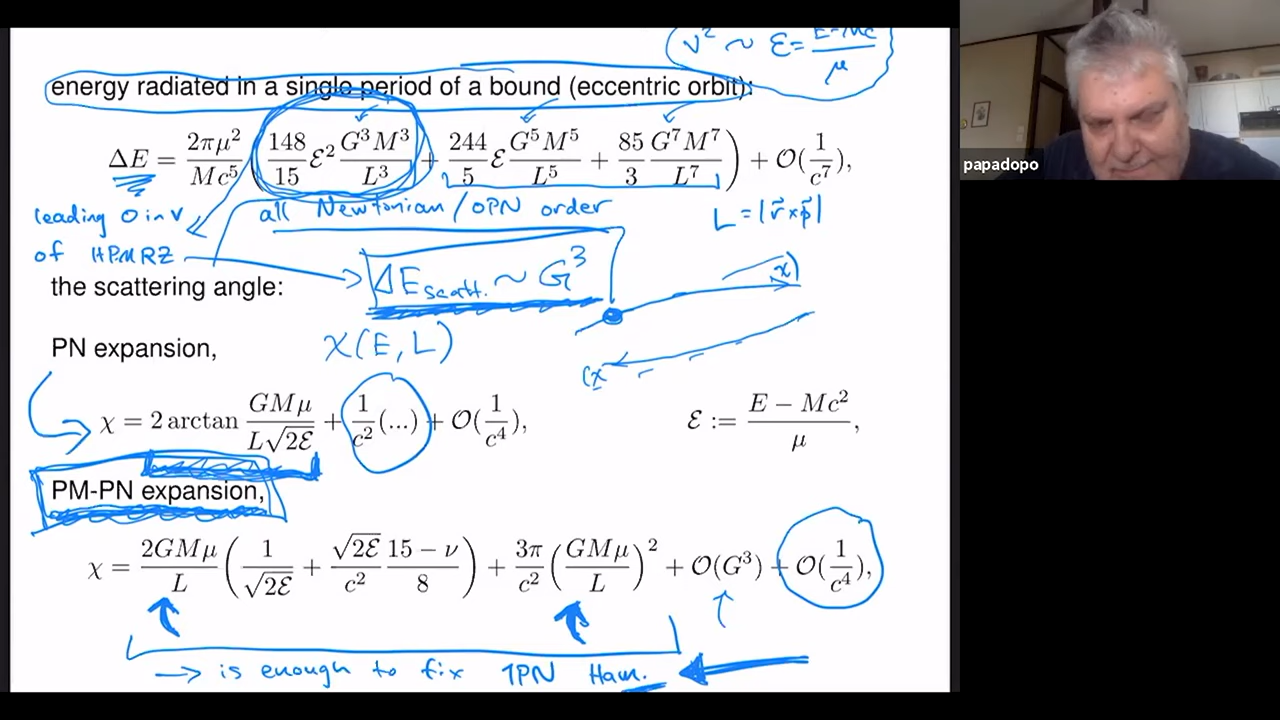 v² ~ ε = E-Mc² / μ
energy radiated in a single period of a bound (eccentric orbit):
ΔE = 2πμ²/Mc⁵ (148/15 ℰ² G³M³/L³ + 244/5 ℰ G⁵M⁵/L⁵ + 85/3 G⁷M⁷/L⁷) + O(1/c⁷),
papadopo
leading O in v
all Newtonian/0PN order
L = |r⃗ × p⃗|
of HPMRZ
ΔE scatt. ~ G³
the scattering angle:
PN expansion,
χ(E, L)
χ = 2 arctan GMμ/L√2ℰ + 1/c² (...) + O(1/c⁴),
ℰ := E − Mc²/μ,
PM-PN expansion,
χ = 2GMμ/L (1/√2ℰ + √2ℰ/c² 15 − ν/8) + 3π/c² (GMμ/L)² + O(G³) + O(1/c⁴),
→ is enough to fix 1PN Ham.